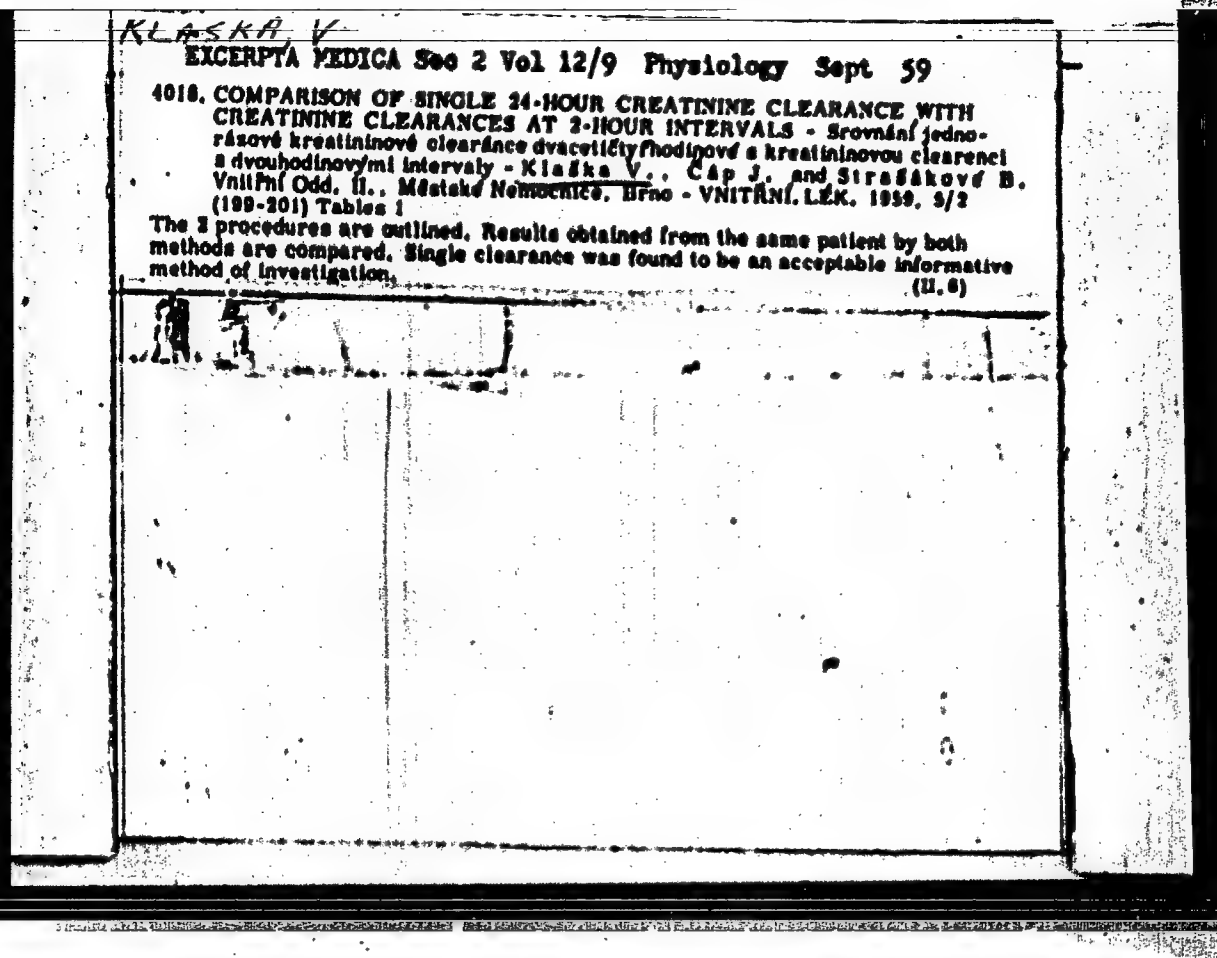 KLASKA, V
EXCERPTA MEDICA Sec 2 Vol 12/9 Physiology Sept 59
4018. COMPARISON OF SINGLE 24-HOUR CREATININE CLEARANCE WITH
CREATININE CLEARANCES AT 2-HOUR INTERVALS - Srovnání jedno-
rázové kreatininové clearance dvacetičtyřhodinové s kreatininovou clearencí
s dvouhodinovými intervaly - Klaška V., Čáp J. and Strašáková B.
Vnitřní Odd. II., Městské Nemocnice, Brno - VNITŘNÍ. LÉK. 1959, 5/2
(199-201) Tables 1
The 2 procedures are outlined. Results obtained from the same patient by both
methods are compared. Single clearance was found to be an acceptable informative
method of investigation.
(II, 6)